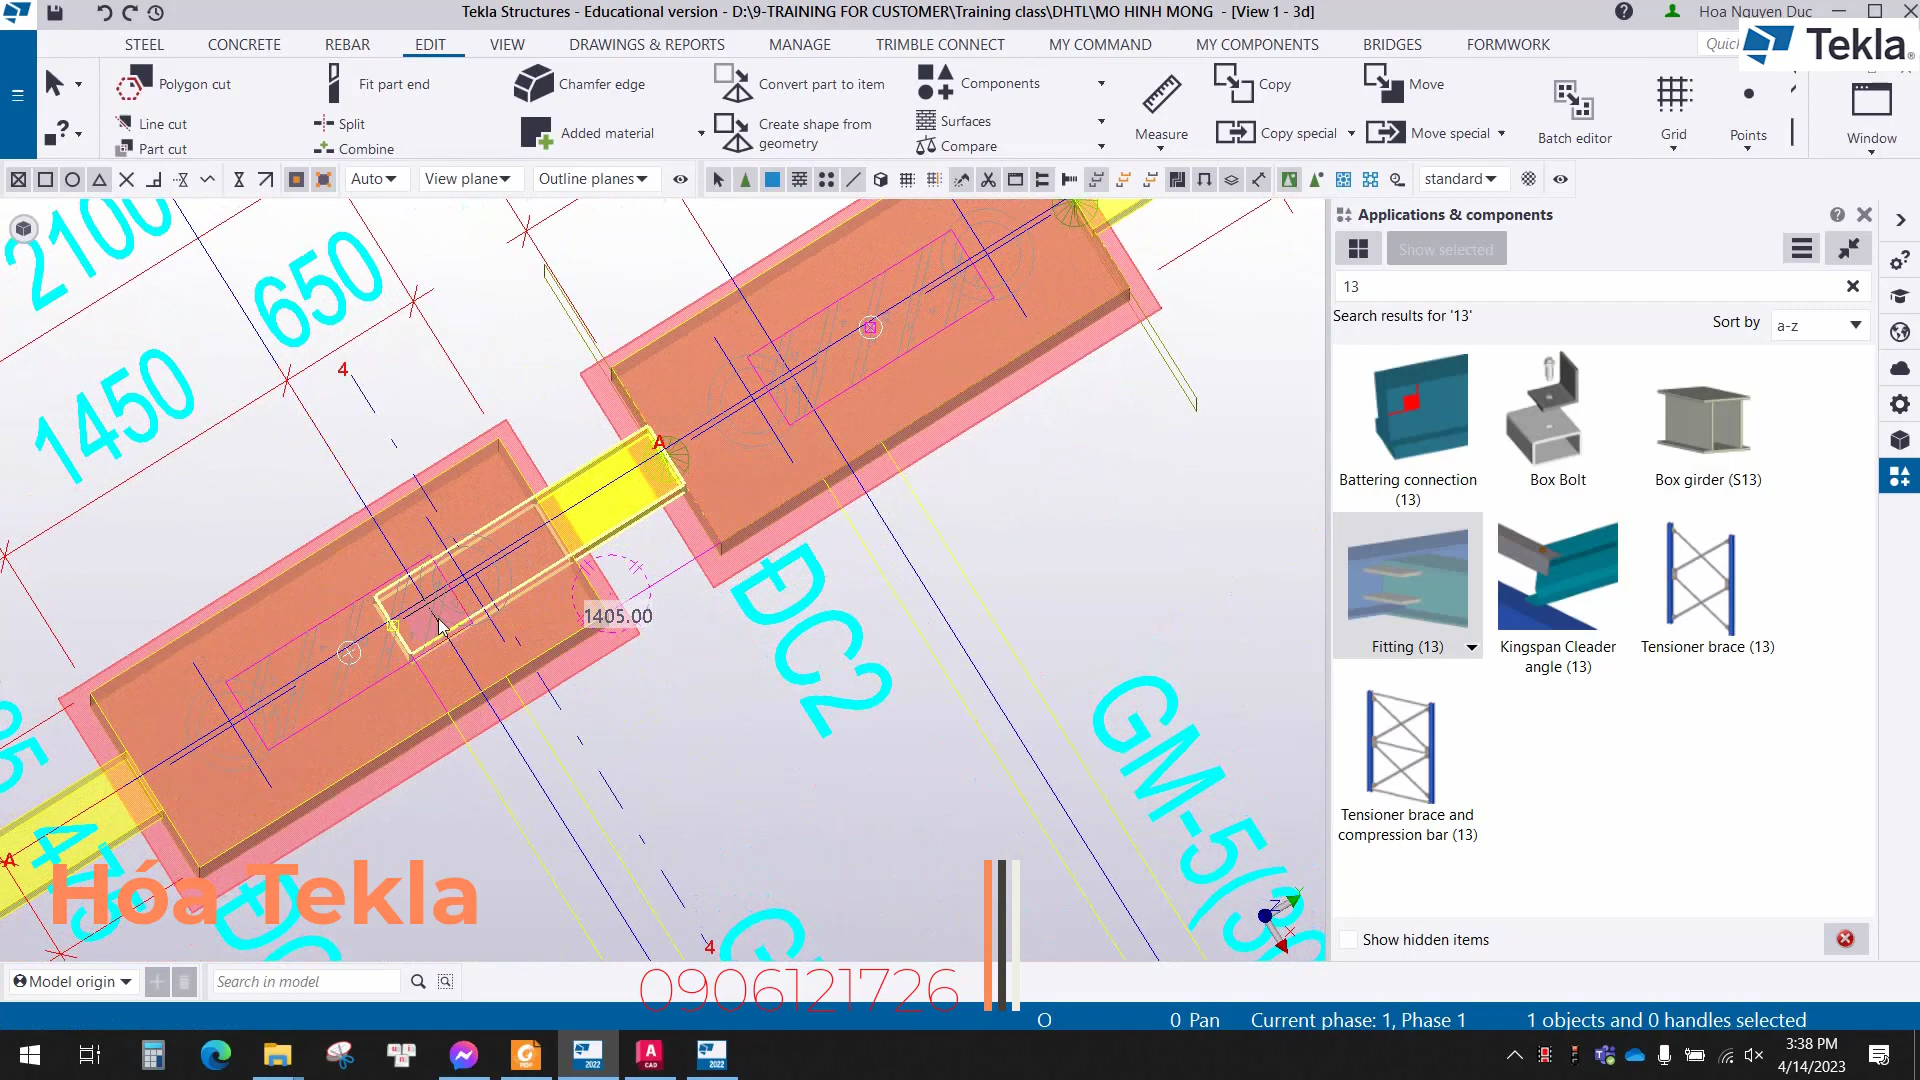 Tekla Structures - Educational version - D:\9-TRAINING FOR CUSTOMER\Training class\DHTL\MO HINH MONG - [View 1 - 3d]
Hoa Nguyen Duc
STEEL CONCRETE REBAR EDIT VIEW DRAWINGS & REPORTS MANAGE TRIMBLE CONNECT MY COMMAND MY COMPONENTS BRIDGES FORMWORK
Tekla
Polygon cut
Line cut
Part cut
Fit part end
Split
Combine
Chamfer edge
Added material
Convert part to item
Create shape from
geometry
Components
Surfaces
Compare
Measure
Copy
Copy special
Move
Move special
Batch editor
Grid
Points
Window
Auto View plane Outline planes standard
2100
650
1450
4
A
1405.00
ĐC2
GM-5(
A
4
Applications & components
Show selected
13
Search results for '13'
Sort by a-z
Battering connection
(13)
Box Bolt
Box girder (S13)
Fitting (13)
Kingspan Cleader
angle (13)
Tensioner brace (13)
Tensioner brace and
compression bar (13)
Show hidden items
Hóa Tekla
0906121726
Model origin
Search in model
O 0 Pan Current phase: 1, Phase 1 1 objects and 0 handles selected
3:38 PM
4/14/2023